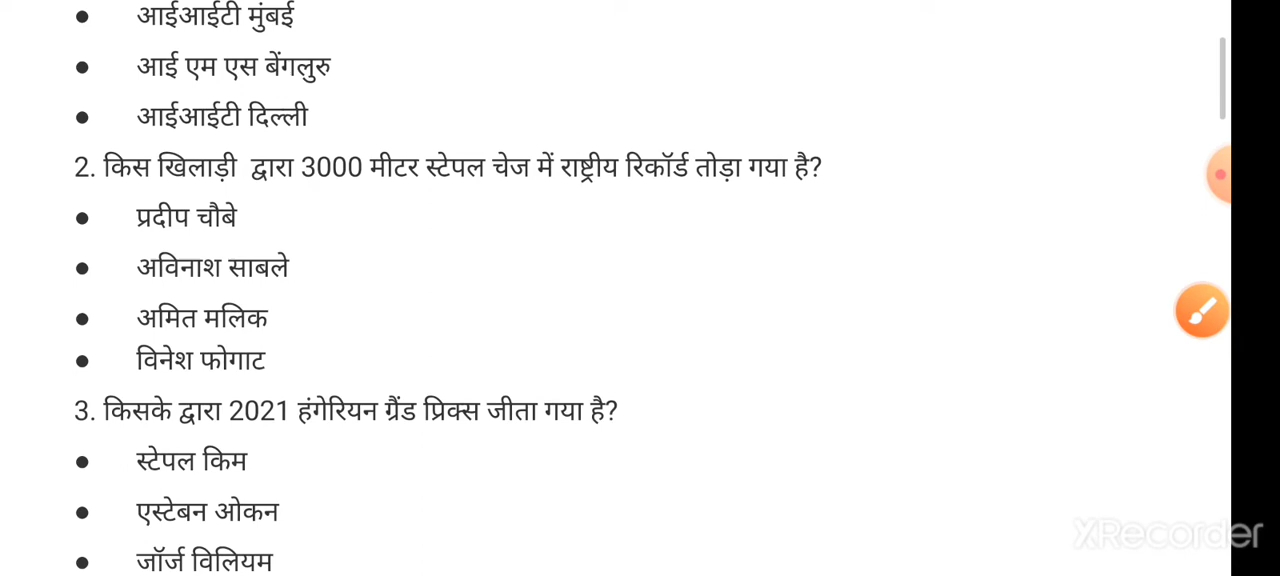 ● आईआईटी मुंबई
● आई एम एस बेंगलुरु
● आईआईटी दिल्ली
2. किस खिलाड़ी द्वारा 3000 मीटर स्टेपल चेज में राष्ट्रीय रिकॉर्ड तोड़ा गया है?
● प्रदीप चौबे
● अविनाश साबले
● अमित मलिक
● विनेश फोगाट
3. किसके द्वारा 2021 हंगेरियन ग्रैंड प्रिक्स जीता गया है?
● स्टेपल किम
● एस्टेबन ओकन
● जॉर्ज विलियम
XRecorder